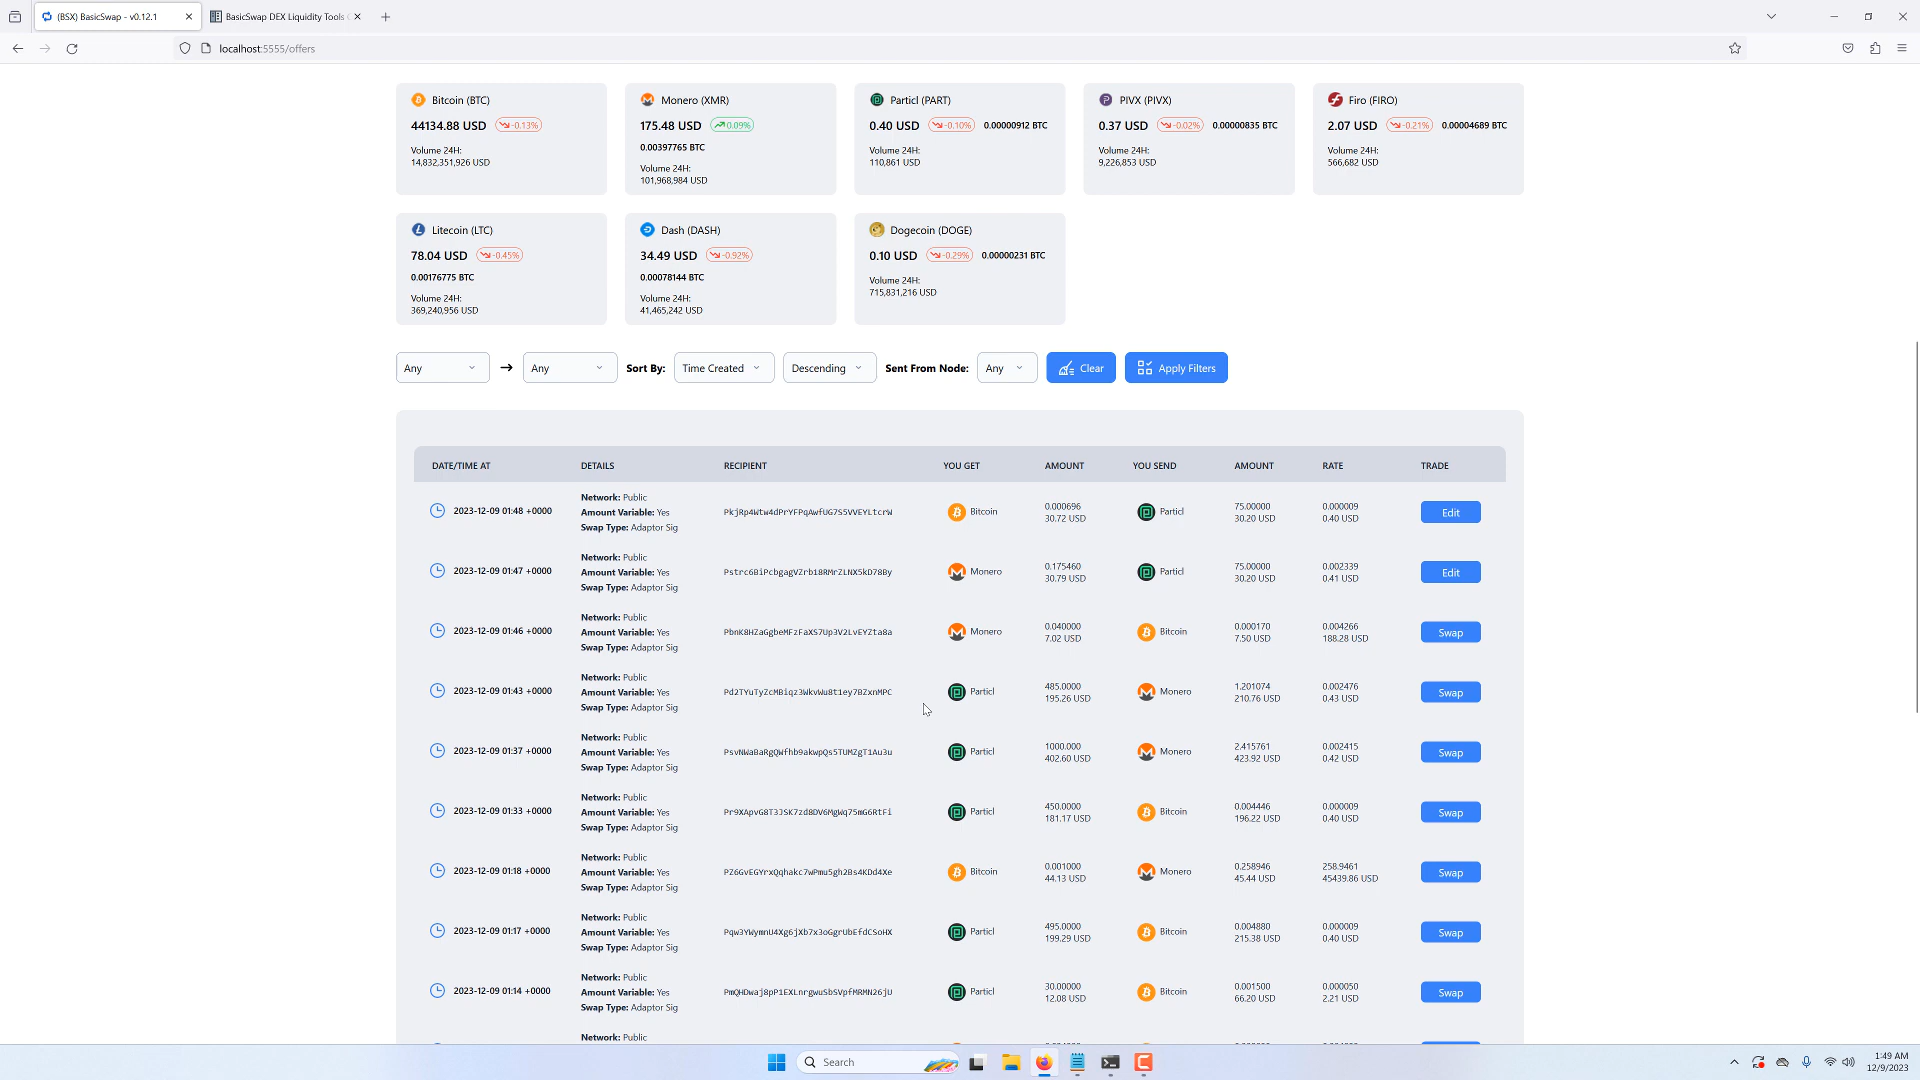 (BSX) BasicSwap - v0.12.1
BasicSwap DEX Liquidity Tools
localhost:5555/offers
Bitcoin (BTC)
44134.88 USD -0.13%
Volume 24H:
14,832,351,926 USD
Monero (XMR)
175.48 USD 0.09%
0.00397765 BTC
Volume 24H:
101,968,984 USD
Particl (PART)
0.40 USD -0.10% 0.00000912 BTC
Volume 24H:
110,861 USD
PIVX (PIVX)
0.37 USD -0.02% 0.00000835 BTC
Volume 24H:
9,226,853 USD
Firo (FIRO)
2.07 USD -0.21% 0.00004689 BTC
Volume 24H:
566,682 USD
Litecoin (LTC)
78.04 USD -0.45%
0.00176775 BTC
Volume 24H:
369,240,956 USD
Dash (DASH)
34.49 USD -0.92%
0.00078144 BTC
Volume 24H:
41,465,242 USD
Dogecoin (DOGE)
0.10 USD -0.29% 0.00000231 BTC
Volume 24H:
715,831,216 USD
Any → Any Sort By: Time Created Descending Sent From Node: Any Clear Apply Filters
DATE/TIME AT DETAILS RECIPIENT YOU GET AMOUNT YOU SEND AMOUNT RATE TRADE
Network: Public
2023-12-09 01:48 +0000 Amount Variable: Yes PkjRp4Wtw4dPrYFPqAwfUG7S5VVEYLtcrW Bitcoin 0.000696 Particl 75.00000 0.000009 Edit
Swap Type: Adaptor Sig 30.72 USD 30.20 USD 0.40 USD
Network: Public
2023-12-09 01:47 +0000 Amount Variable: Yes Pstrc6BiPcbgagVZrb18RMrZLNX5kD78By Monero 0.175460 Particl 75.00000 0.002339 Edit
Swap Type: Adaptor Sig 30.79 USD 30.20 USD 0.41 USD
Network: Public
2023-12-09 01:46 +0000 Amount Variable: Yes PbnK8HZaGgbeMFzFaXS7Up3V2LvEYZta8a Monero 0.040000 Bitcoin 0.000170 0.004266 Swap
Swap Type: Adaptor Sig 7.02 USD 7.50 USD 188.28 USD
Network: Public
2023-12-09 01:43 +0000 Amount Variable: Yes Pd2TYuTyZcMBiqz3WkvWu8t1ey7BZxnMPC Particl 485.0000 Monero 1.201074 0.002476 Swap
Swap Type: Adaptor Sig 195.26 USD 210.76 USD 0.43 USD
Network: Public
2023-12-09 01:37 +0000 Amount Variable: Yes PsvNWaBaRgQWfhb9akwpQs5TUMZgT1Au3u Particl 1000.000 Monero 2.415761 0.002415 Swap
Swap Type: Adaptor Sig 402.60 USD 423.92 USD 0.42 USD
Network: Public
2023-12-09 01:33 +0000 Amount Variable: Yes Pr9XApvG8T3JSK7zd8DV6MgWq75mG6RtFi Particl 450.0000 Bitcoin 0.004446 0.000009 Swap
Swap Type: Adaptor Sig 181.17 USD 196.22 USD 0.40 USD
Network: Public
2023-12-09 01:18 +0000 Amount Variable: Yes PZ6GvEGYrxQqhakc7wPmu5gh2Bs4KDd4Xe Bitcoin 0.001000 Monero 0.258946 258.9461 Swap
Swap Type: Adaptor Sig 44.13 USD 45.44 USD 45439.86 USD
Network: Public
2023-12-09 01:17 +0000 Amount Variable: Yes Pqw3YWymnU4Xg6jXb7x3oGgrUbEfdCSoHX Particl 495.0000 Bitcoin 0.004880 0.000009 Swap
Swap Type: Adaptor Sig 199.29 USD 215.38 USD 0.40 USD
Network: Public
2023-12-09 01:14 +0000 Amount Variable: Yes PmQHDwaj8pP1EXLnrgwuSbSVpfMRMN26jU Particl 30.00000 Bitcoin 0.001500 0.000050 Swap
Swap Type: Adaptor Sig 12.08 USD 66.20 USD 2.21 USD
Network: Public
Search
1:49 AM
12/9/2023